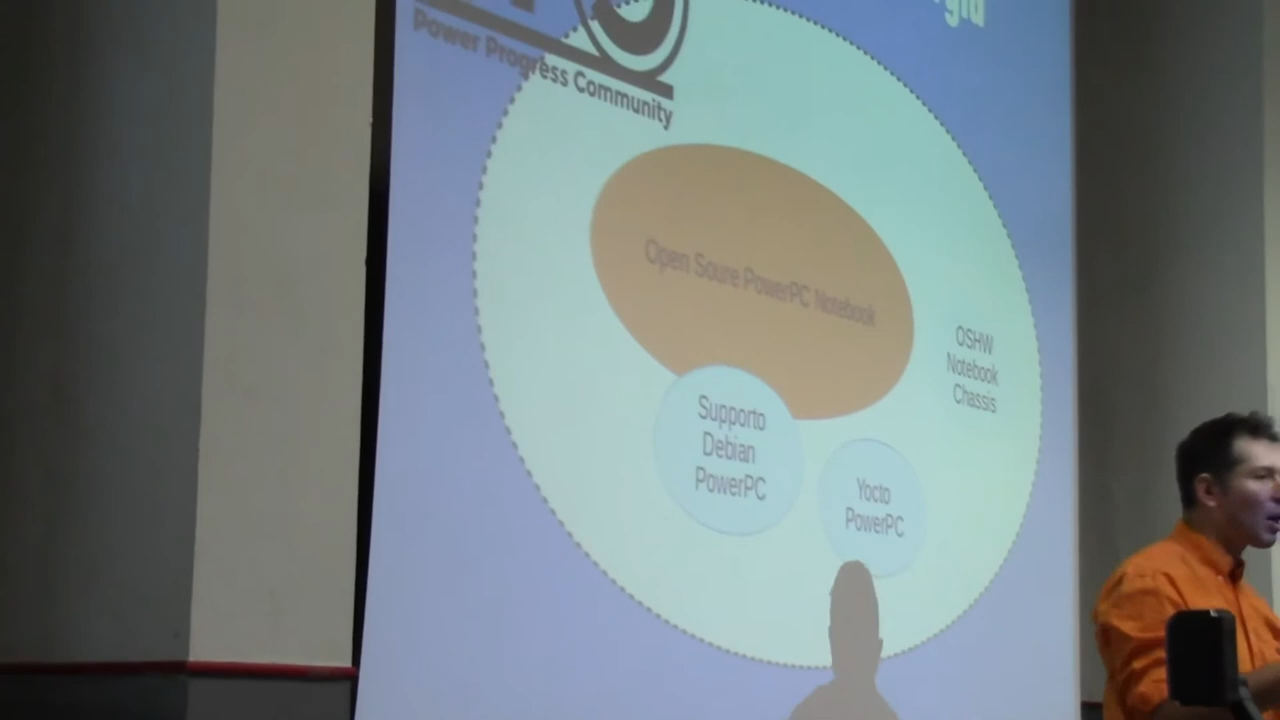 Power Progress Community
Open Soure PowerPC Notebook
OSHW
Notebook
Chassis
Supporto
Debian
PowerPC
Yocto
PowerPC